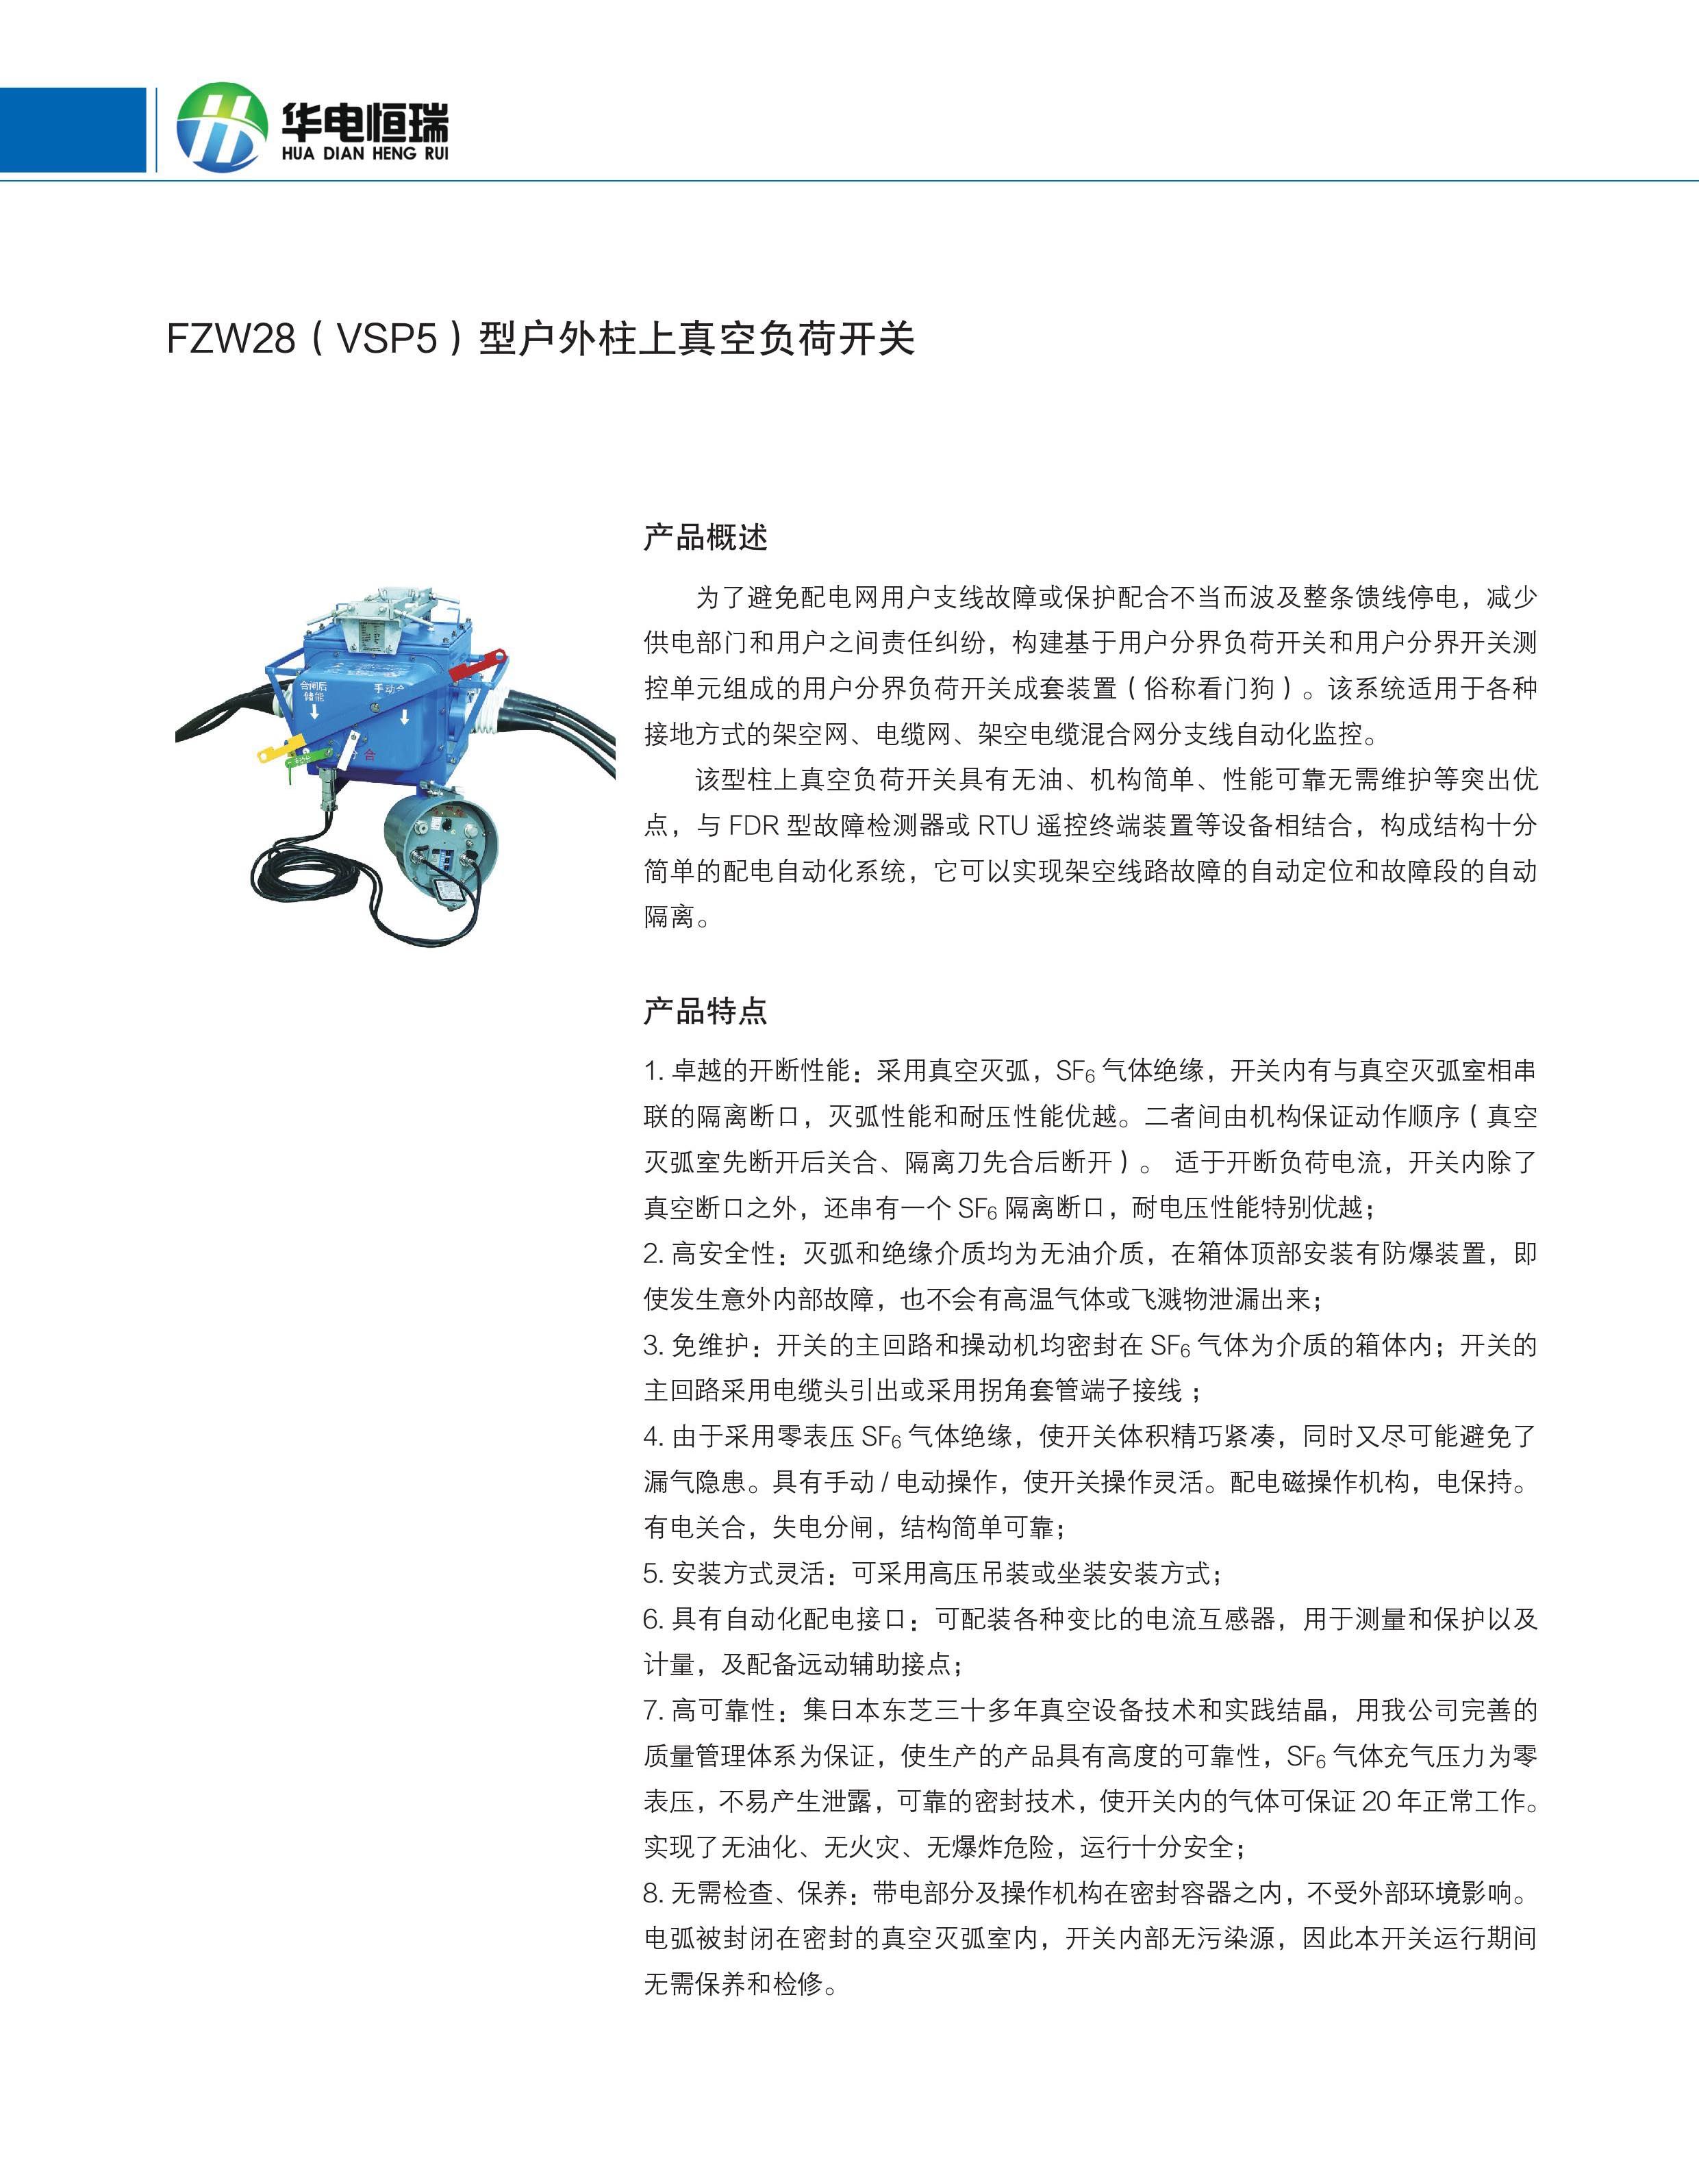 华电恒瑞
HUA DIAN HENG RUI
FZW28（VSP5）型户外柱上真空负荷开关
合闸后
储能
手动合
合
产品概述
为了避免配电网用户支线故障或保护配合不当而波及整条馈线停电，减少
供电部门和用户之间责任纠纷，构建基于用户分界负荷开关和用户分界开关测
控单元组成的用户分界负荷开关成套装置（俗称看门狗）。该系统适用于各种
接地方式的架空网、电缆网、架空电缆混合网分支线自动化监控。
该型柱上真空负荷开关具有无油、机构简单、性能可靠无需维护等突出优
点，与 FDR 型故障检测器或 RTU 遥控终端装置等设备相结合，构成结构十分
简单的配电自动化系统，它可以实现架空线路故障的自动定位和故障段的自动
隔离。
产品特点
1. 卓越的开断性能：采用真空灭弧，SF₆ 气体绝缘，开关内有与真空灭弧室相串
联的隔离断口，灭弧性能和耐压性能优越。二者间由机构保证动作顺序（真空
灭弧室先断开后关合、隔离刀先合后断开）。 适于开断负荷电流，开关内除了
真空断口之外，还串有一个 SF₆ 隔离断口，耐电压性能特别优越；
2. 高安全性：灭弧和绝缘介质均为无油介质，在箱体顶部安装有防爆装置，即
使发生意外内部故障，也不会有高温气体或飞溅物泄漏出来；
3. 免维护：开关的主回路和操动机均密封在 SF₆ 气体为介质的箱体内；开关的
主回路采用电缆头引出或采用拐角套管端子接线；
4. 由于采用零表压 SF₆ 气体绝缘，使开关体积精巧紧凑，同时又尽可能避免了
漏气隐患。具有手动 / 电动操作，使开关操作灵活。配电磁操作机构，电保持。
有电关合，失电分闸，结构简单可靠；
5. 安装方式灵活：可采用高压吊装或坐装安装方式；
6. 具有自动化配电接口：可配装各种变比的电流互感器，用于测量和保护以及
计量，及配备远动辅助接点；
7. 高可靠性：集日本东芝三十多年真空设备技术和实践结晶，用我公司完善的
质量管理体系为保证，使生产的产品具有高度的可靠性，SF₆ 气体充气压力为零
表压，不易产生泄露，可靠的密封技术，使开关内的气体可保证 20 年正常工作。
实现了无油化、无火灾、无爆炸危险，运行十分安全；
8. 无需检查、保养：带电部分及操作机构在密封容器之内，不受外部环境影响。
电弧被封闭在密封的真空灭弧室内，开关内部无污染源，因此本开关运行期间
无需保养和检修。